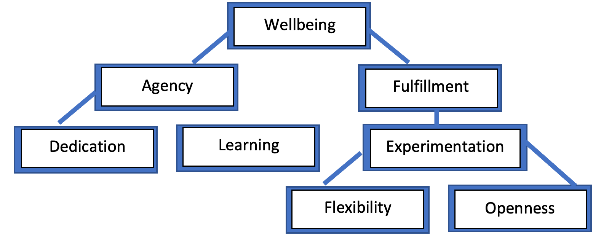 Wellbeing
Agency
Fulfillment
Dedication
Learning
Experimentation
Flexibility
Openness